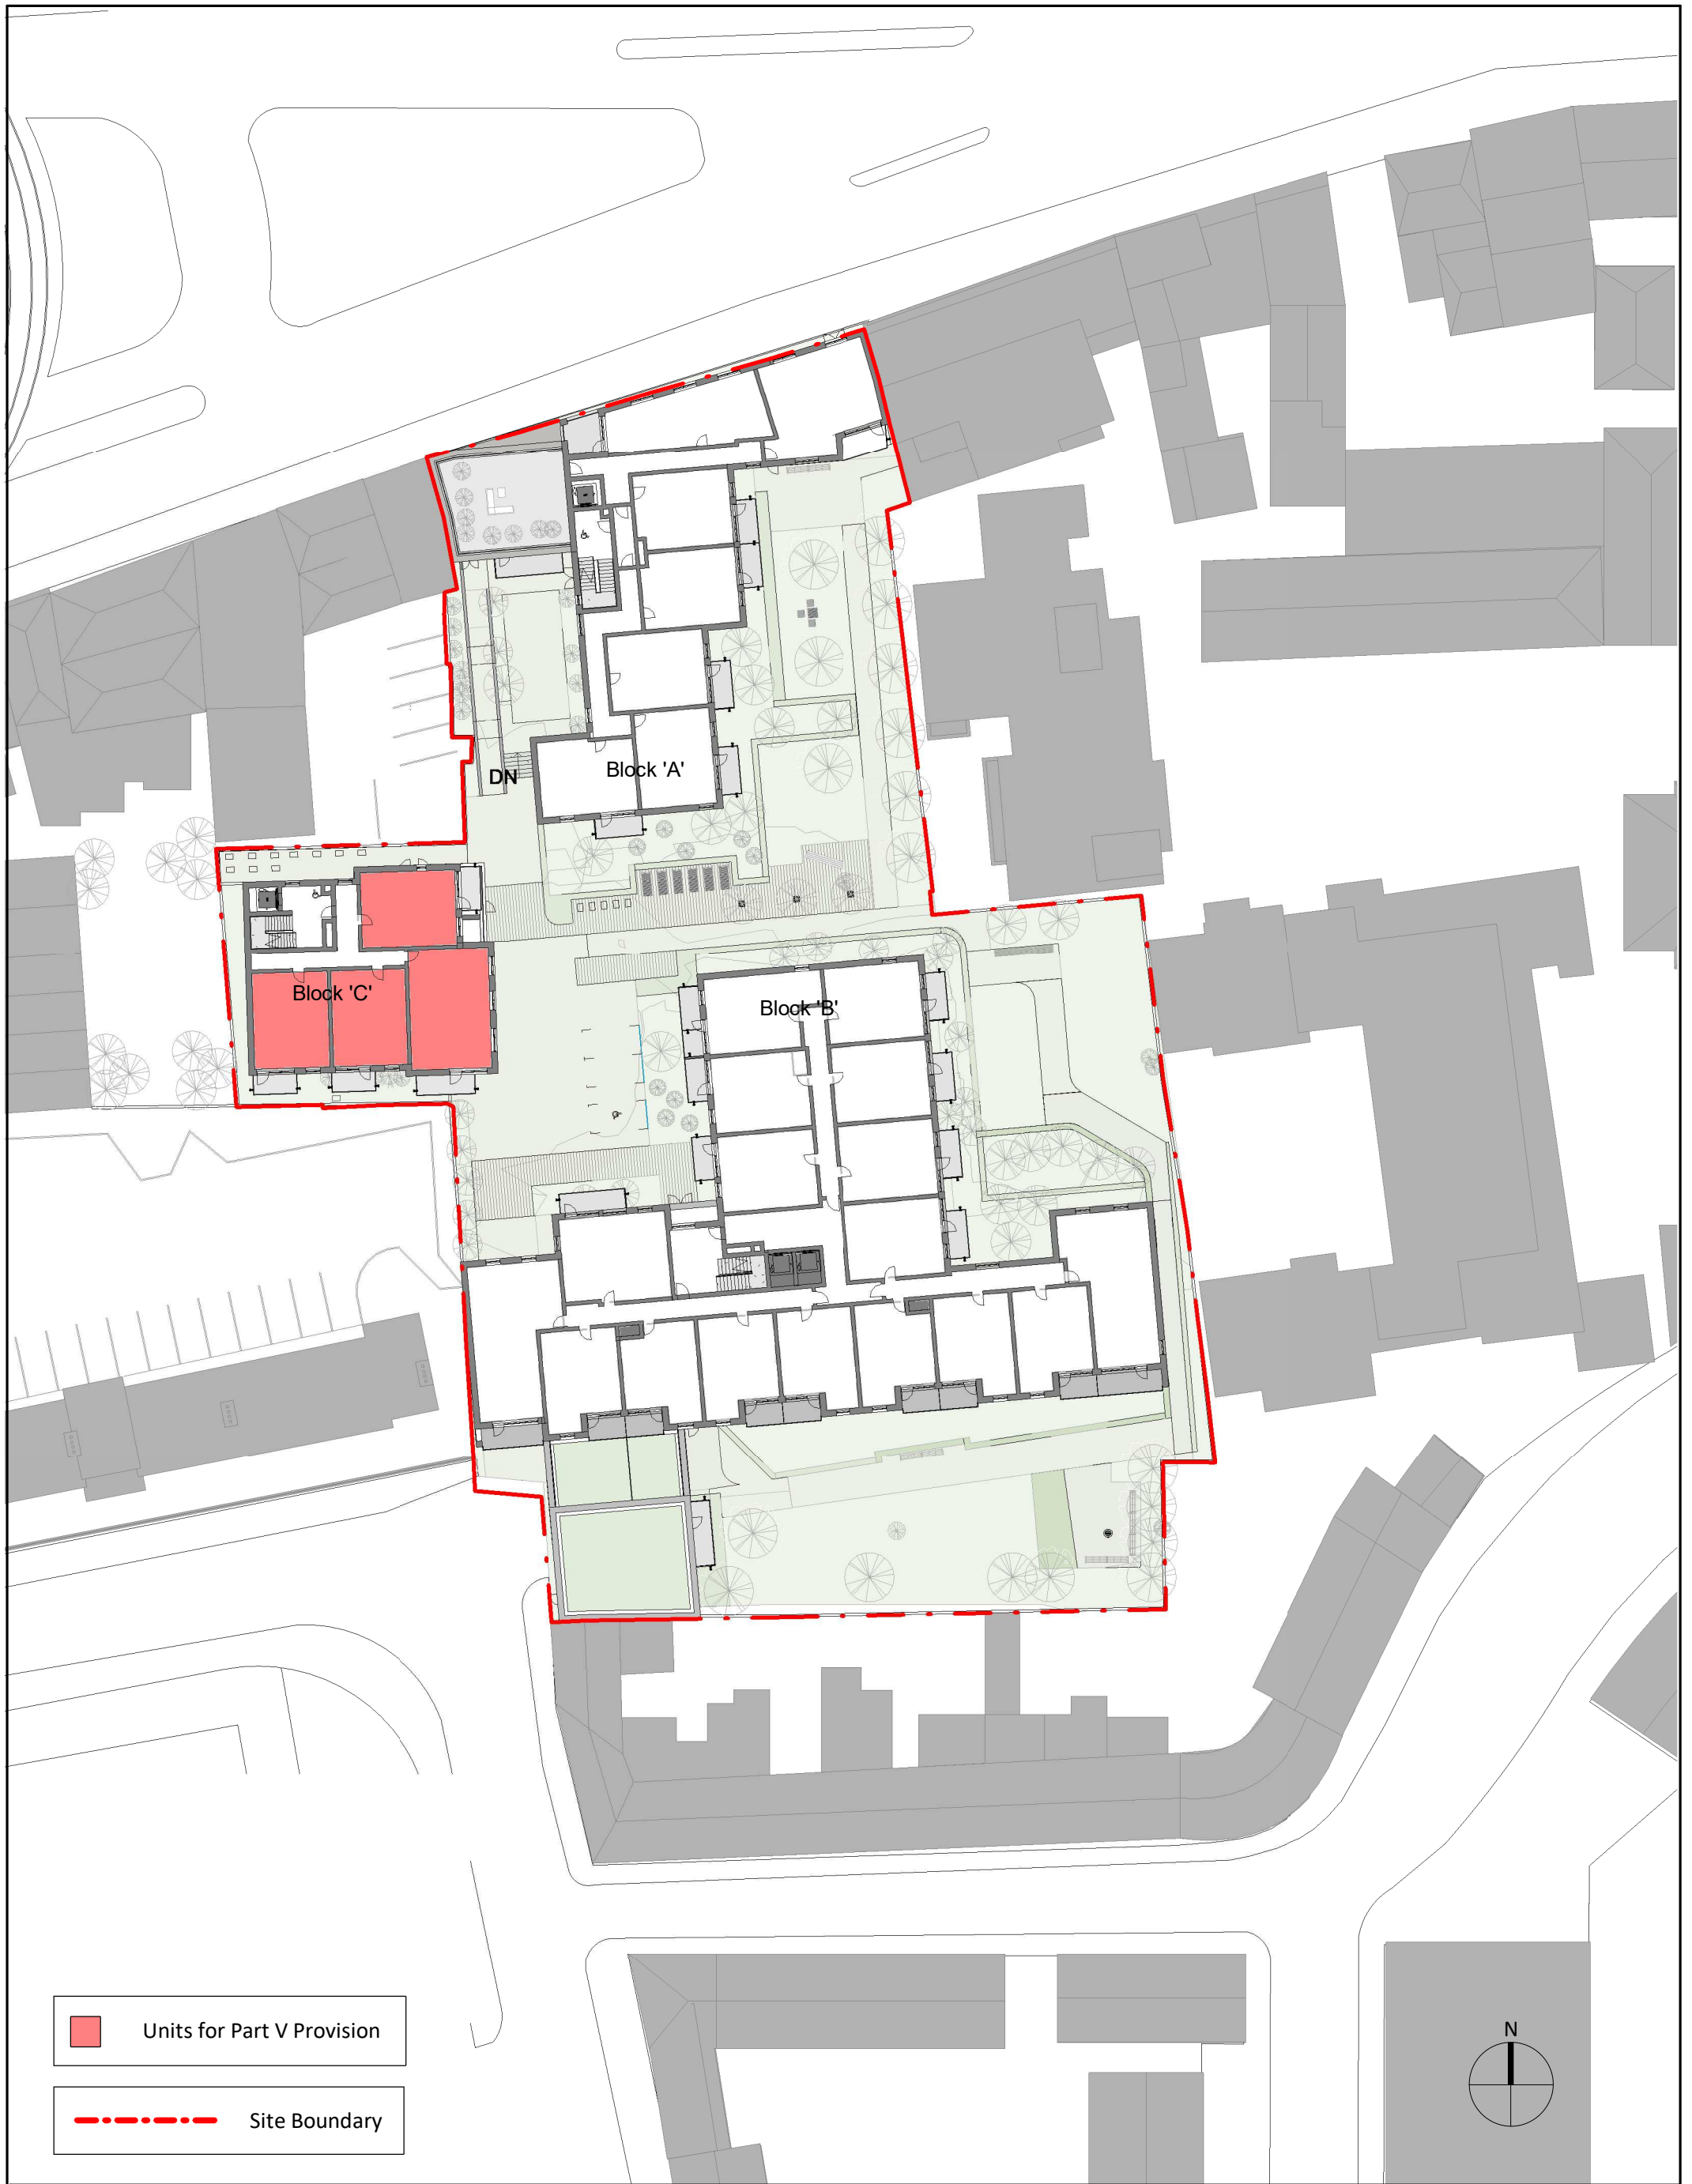 DN
Block 'A'
Block 'C'
Block 'B'
Units for Part V Provision
Site Boundary
N